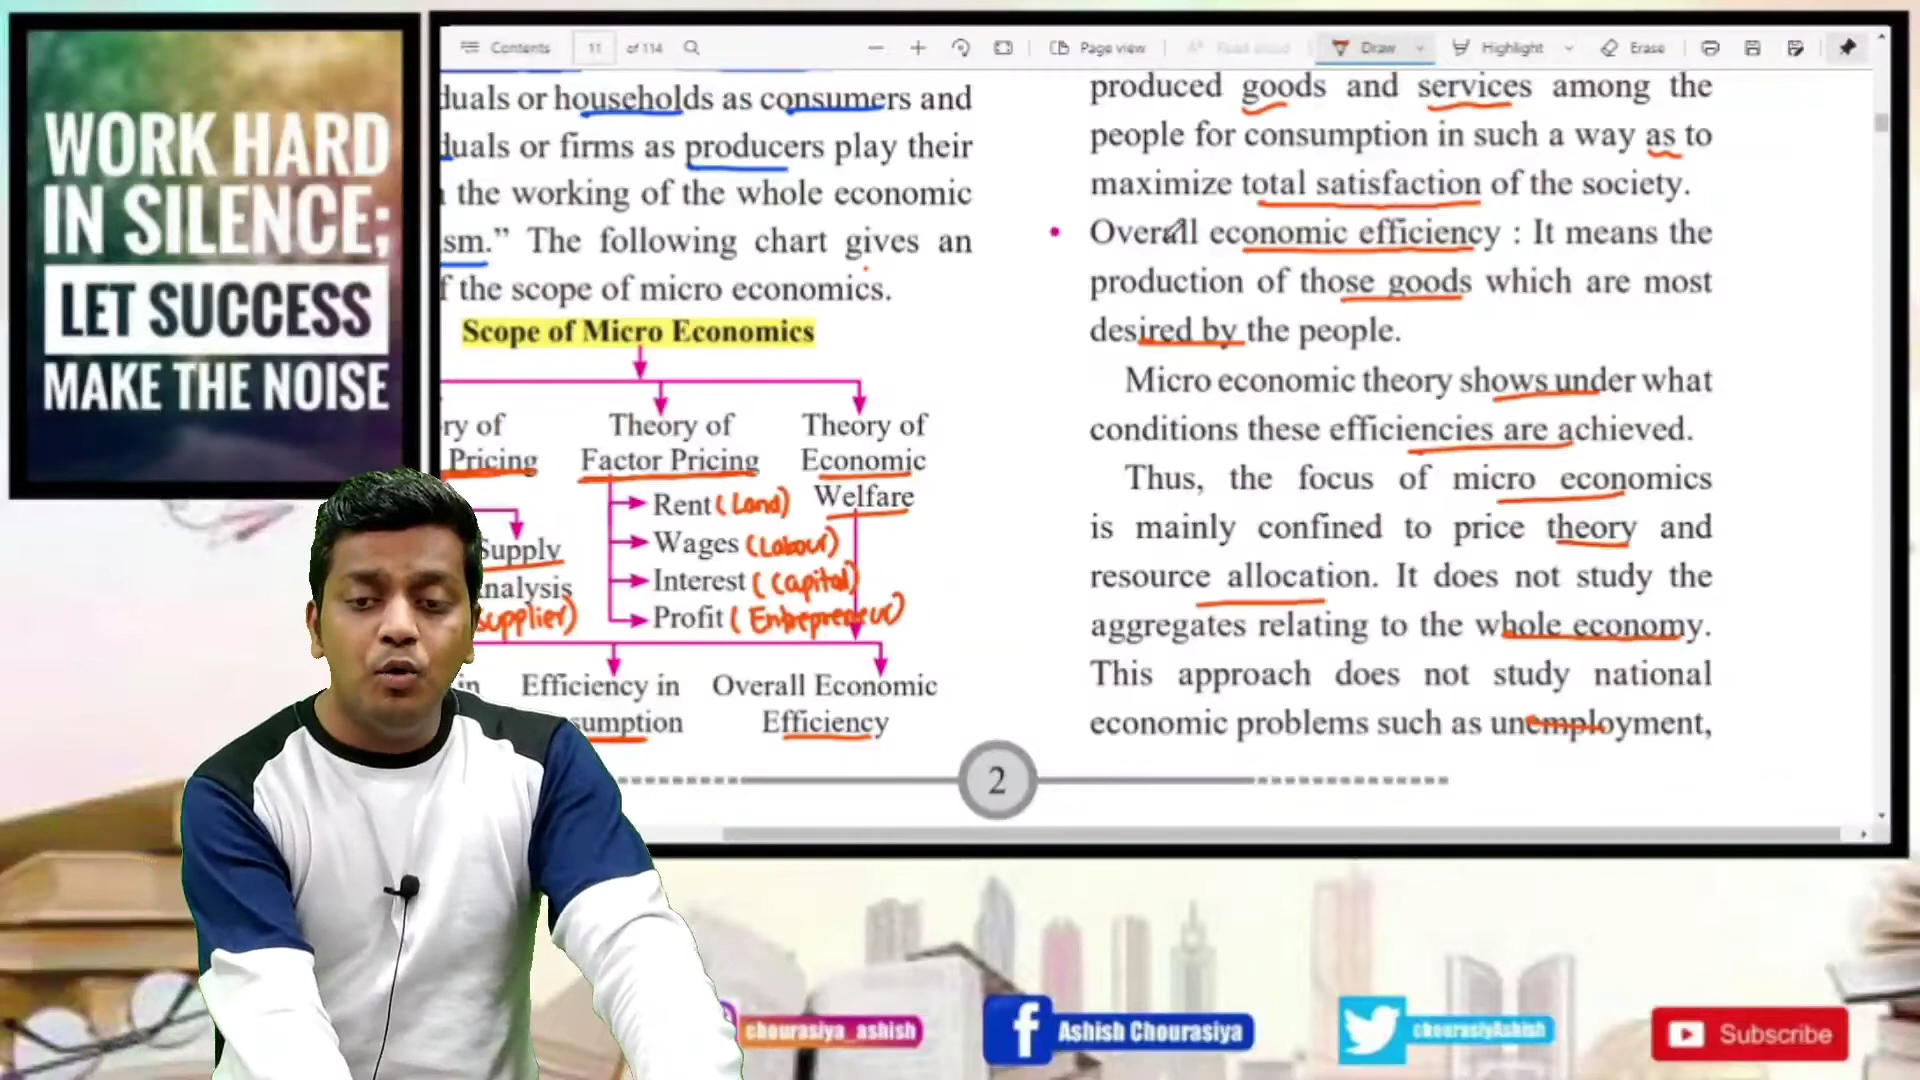 WORK HARD
IN SILENCE;
LET SUCCESS
MAKE THE NOISE
Contents 11 of 114 Page view Read aloud Draw Highlight Erase
duals or households as consumers and
duals or firms as producers play their
the working of the whole economic
sm.” The following chart gives an
f the scope of micro economics.
Scope of Micro Economics
ry of
Pricing
Supply
nalysis
(supplier)
Theory of
Factor Pricing
Rent (Land)
Wages (Labour)
Interest (Capital)
Profit (Entrepreneur)
Theory of
Economic
Welfare
in
Efficiency in
sumption
Overall Economic
Efficiency
produced goods and services among the
people for consumption in such a way as to
maximize total satisfaction of the society.
• Overall economic efficiency : It means the
production of those goods which are most
desired by the people.
Micro economic theory shows under what
conditions these efficiencies are achieved.
Thus, the focus of micro economics
is mainly confined to price theory and
resource allocation. It does not study the
aggregates relating to the whole economy.
This approach does not study national
economic problems such as unemployment,
2
chourasiya_ashish
Ashish Chourasiya
chourasiyAshish
Subscribe